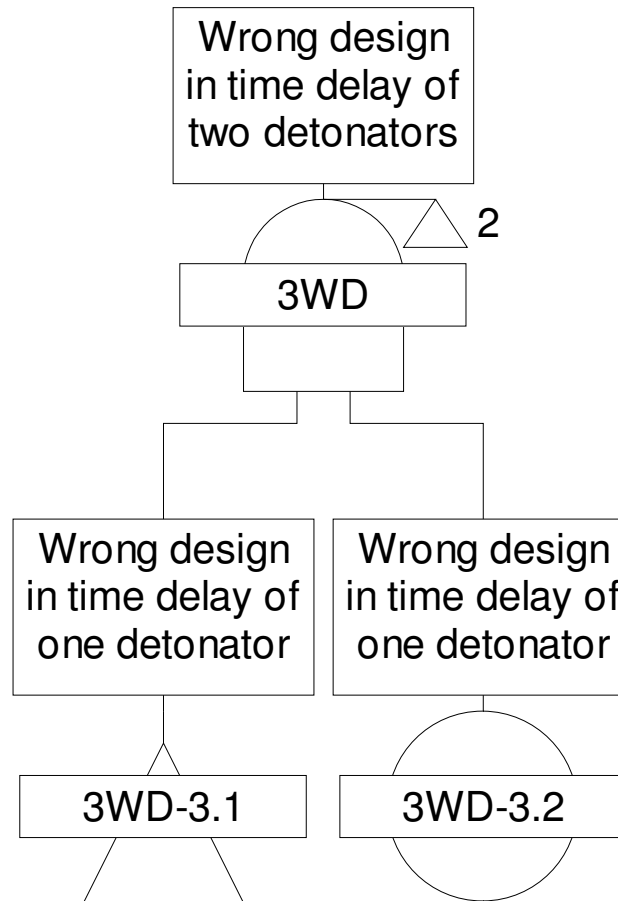 Wrong design
in time delay of
two detonators
2
3WD
Wrong design
in time delay of
one detonator
Wrong design
in time delay of
one detonator
3WD-3.1
3WD-3.2